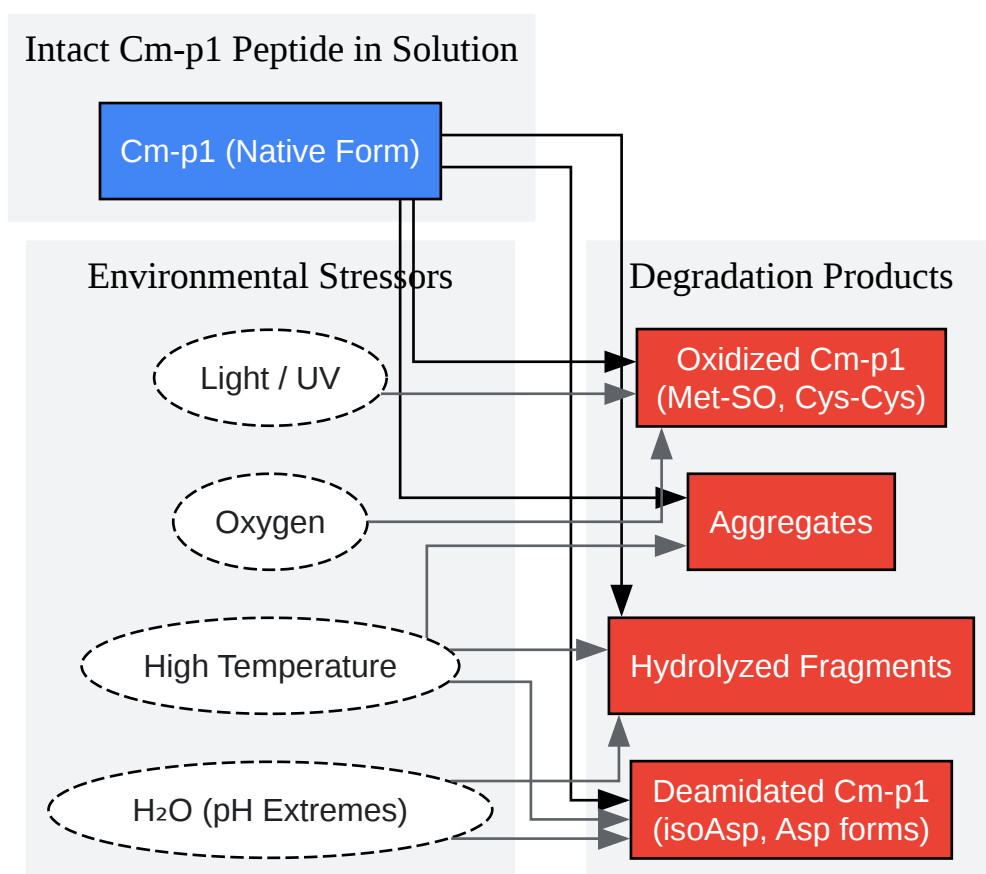 Intact Cm-p1 Peptide in Solution
Cm-p1 (Native Form)
Environmental Stressors
Light / UV
Oxygen
High Temperature
H₂O (pH Extremes)
Degradation Products
Oxidized Cm-p1
(Met-SO, Cys-Cys)
Aggregates
Hydrolyzed Fragments
Deamidated Cm-p1
(isoAsp, Asp forms)